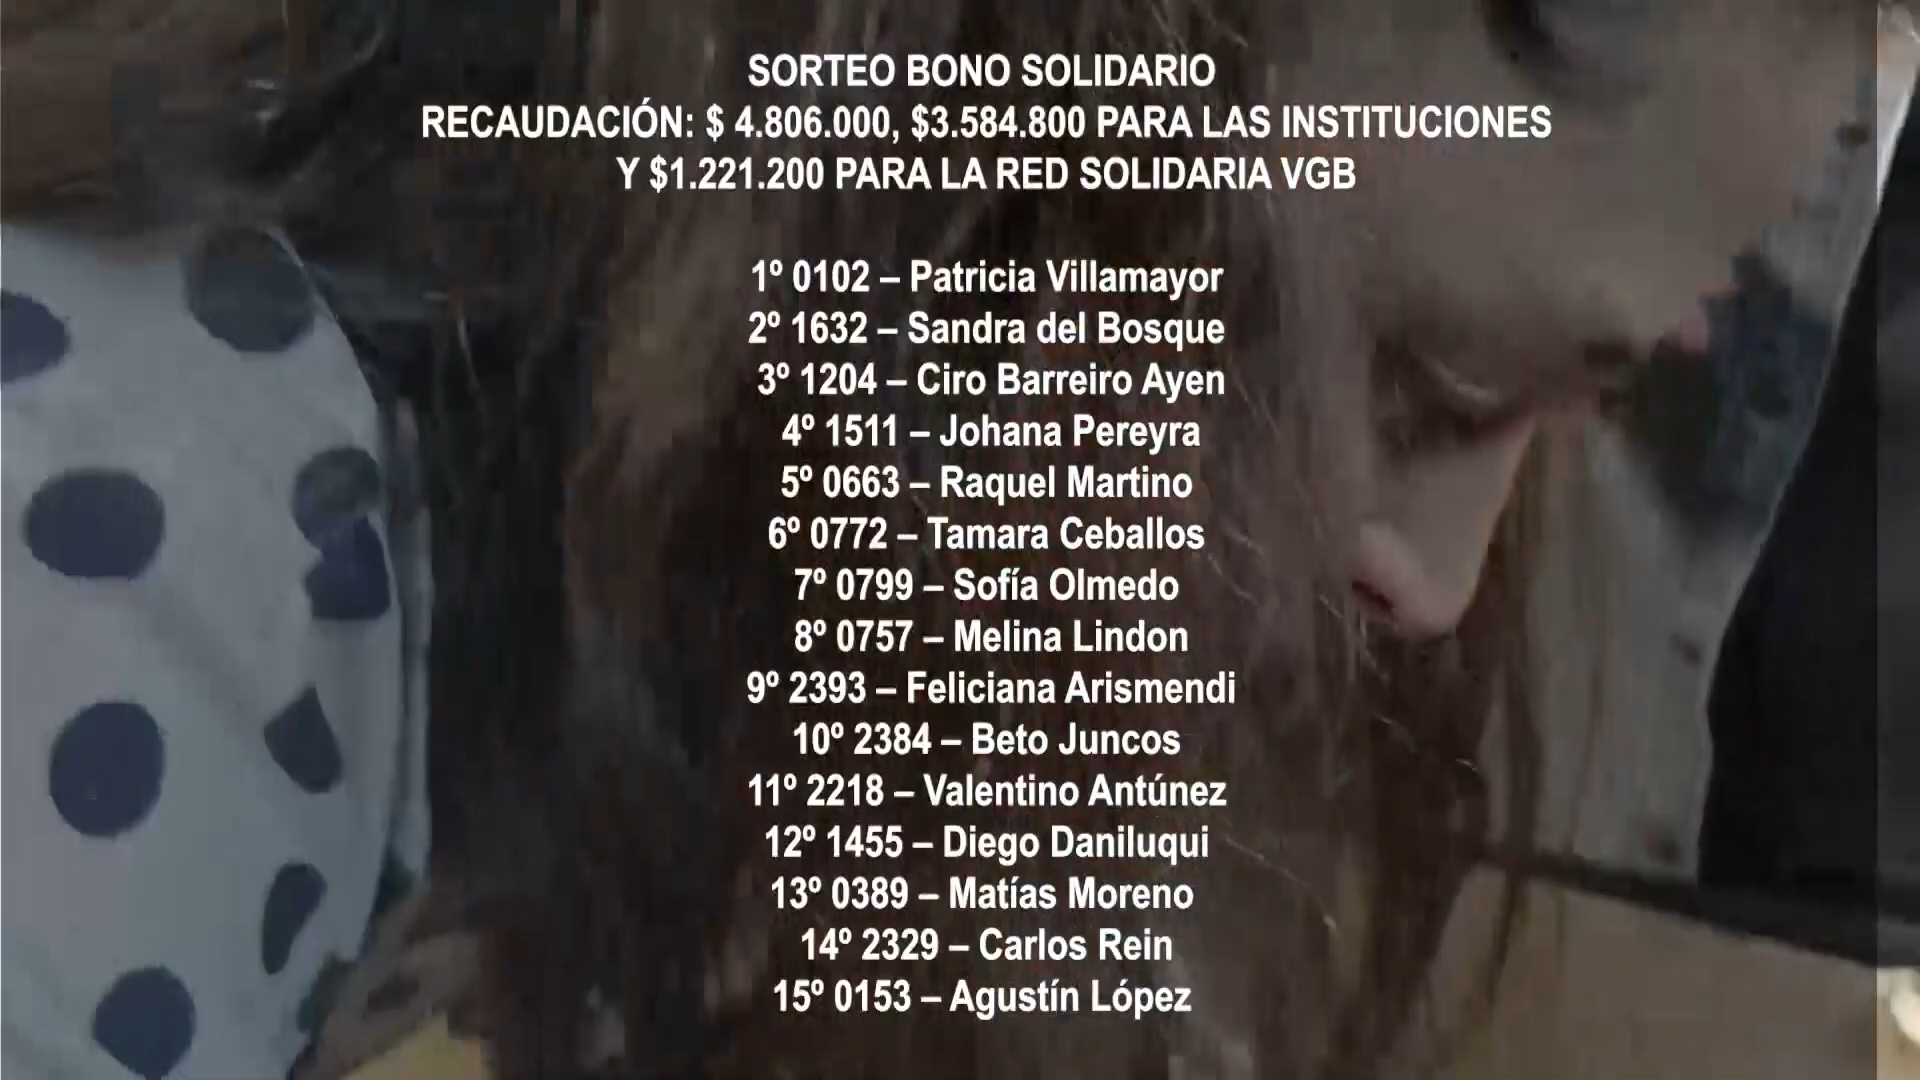 SORTEO BONO SOLIDARIO
RECAUDACIÓN: $ 4.806.000, $3.584.800 PARA LAS INSTITUCIONES
Y $1.221.200 PARA LA RED SOLIDARIA VGB
1º 0102 – Patricia Villamayor
2º 1632 – Sandra del Bosque
3º 1204 – Ciro Barreiro Ayen
4º 1511 – Johana Pereyra
5º 0663 – Raquel Martino
6º 0772 – Tamara Ceballos
7º 0799 – Sofía Olmedo
8º 0757 – Melina Lindon
9º 2393 – Feliciana Arismendi
10º 2384 – Beto Juncos
11º 2218 – Valentino Antúnez
12º 1455 – Diego Daniluqui
13º 0389 – Matías Moreno
14º 2329 – Carlos Rein
15º 0153 – Agustín López